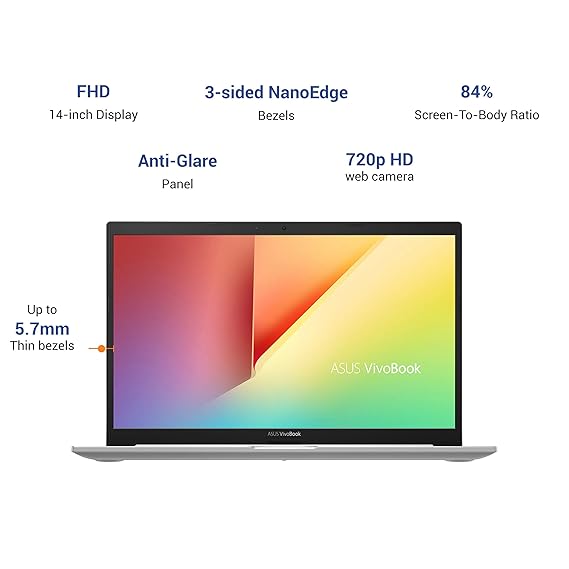 FHD
14-inch Display
3-sided NanoEdge
Bezels
84%
Screen-To-Body Ratio
Anti-Glare
Panel
720p HD
web camera
Up to
5.7mm
Thin bezels
ASUS VivoBook
ASUS VivoBook